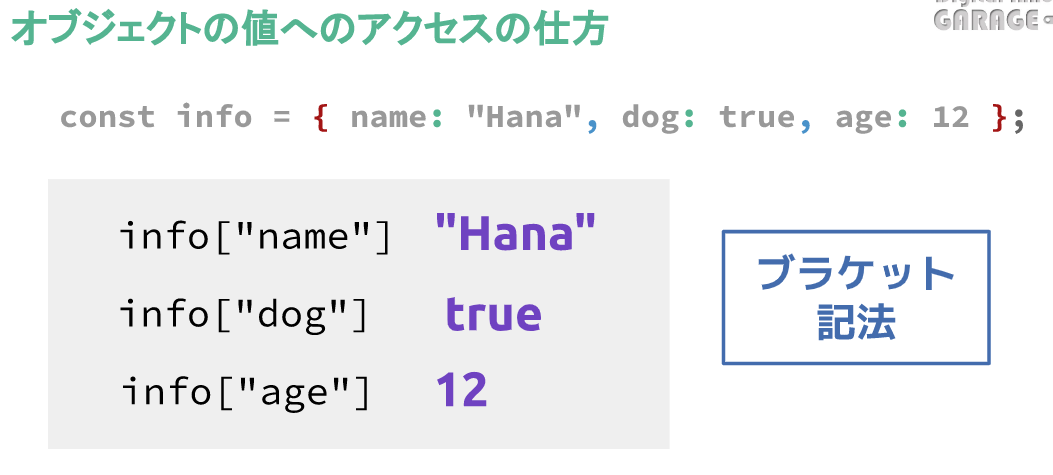 オブジェクトの値へのアクセスの仕方
GARAGE
const info = { name: "Hana", dog: true, age: 12 };
info["name"] "Hana"
info["dog"] true
info["age"] 12
ブラケット
記法